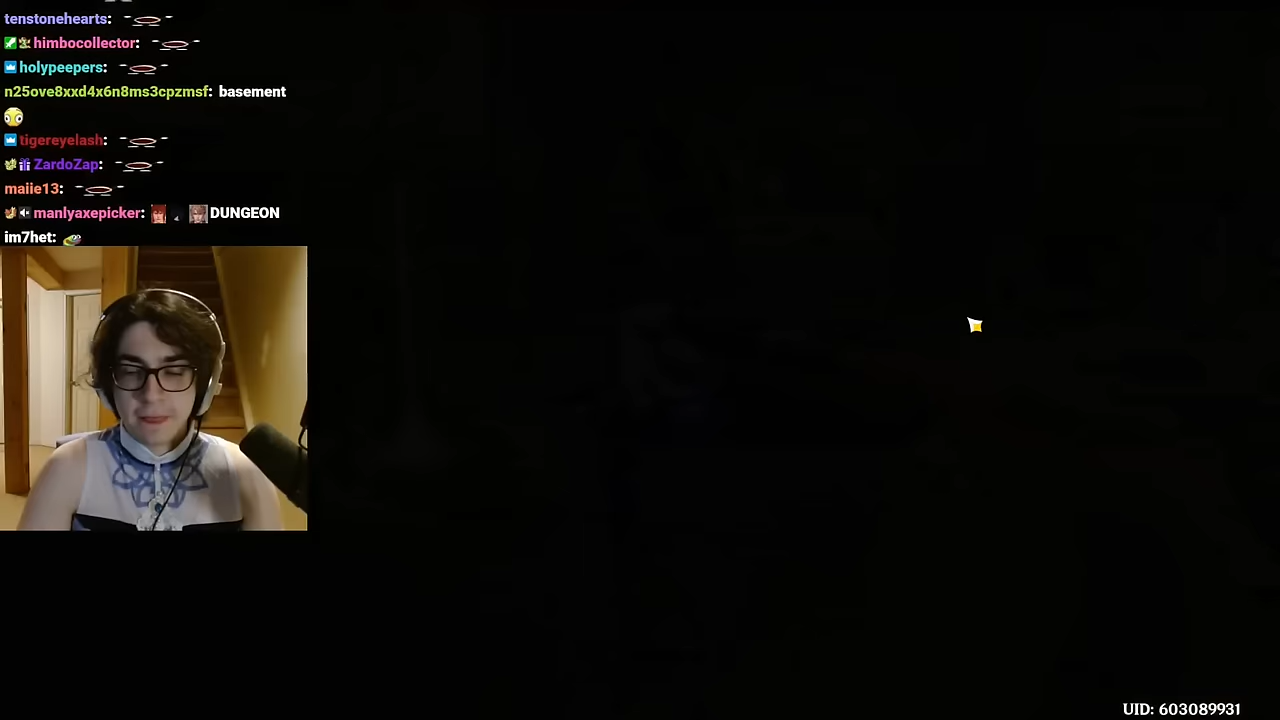 tenstonehearts:
himbocollector:
holypeepers:
n25ove8xxd4x6n8ms3cpzmsf: basement
tigereyelash:
ZardoZap:
maiie13:
manlyaxepicker: DUNGEON
im7het:
UID: 603089931